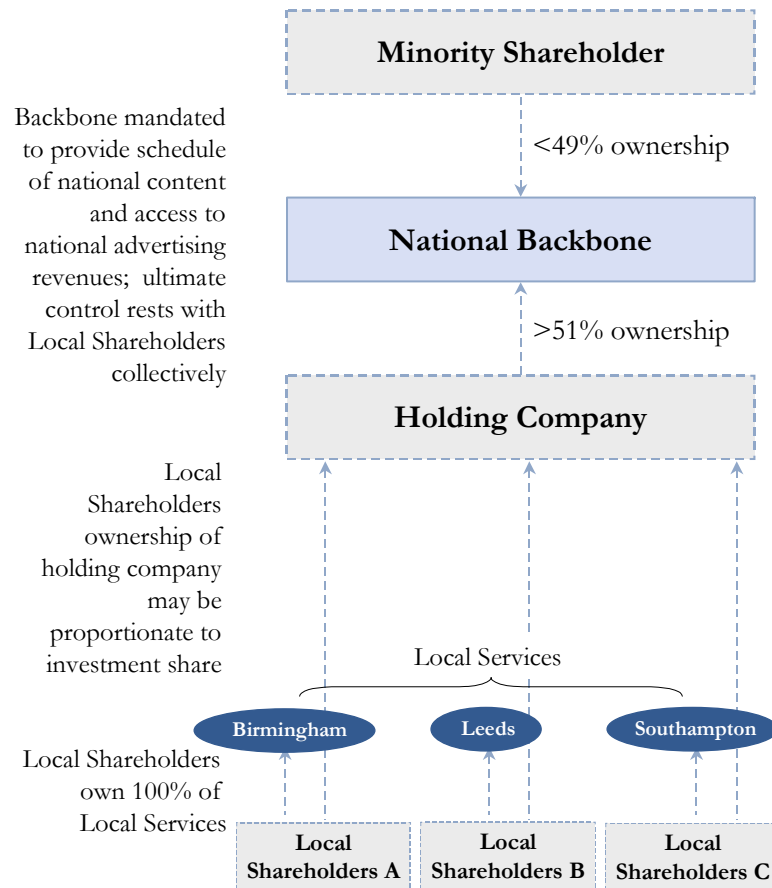 Minority Shareholder
Backbone mandated
to provide schedule
of national content
and access to
national advertising
revenues;  ultimate
control rests with
Local Shareholders
collectively
<49% ownership
National Backbone
>51% ownership
Holding Company
Local
Shareholders
ownership of
holding company
may be
proportionate to
investment share
Local Services
Birmingham
Leeds
Southampton
Local Shareholders
own 100% of
Local Services
Local
Shareholders A
Local
Shareholders B
Local
Shareholders C